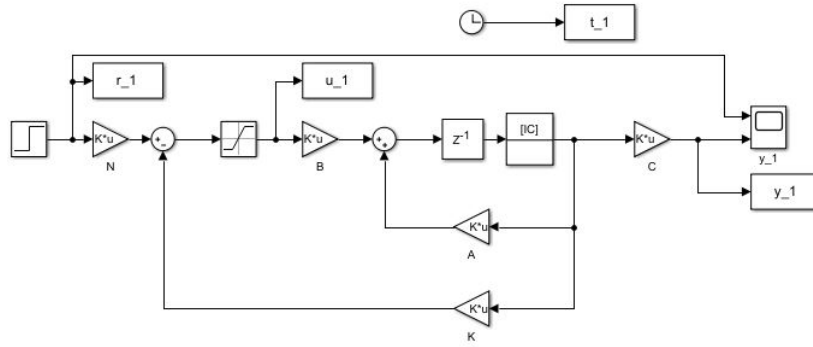 t_1
r_1
u_1
K*u
N
+
-
K*u
B
+
+
Z-1
[IC]
K*u
C
y_1
y_1
K*u
A
K*u
K